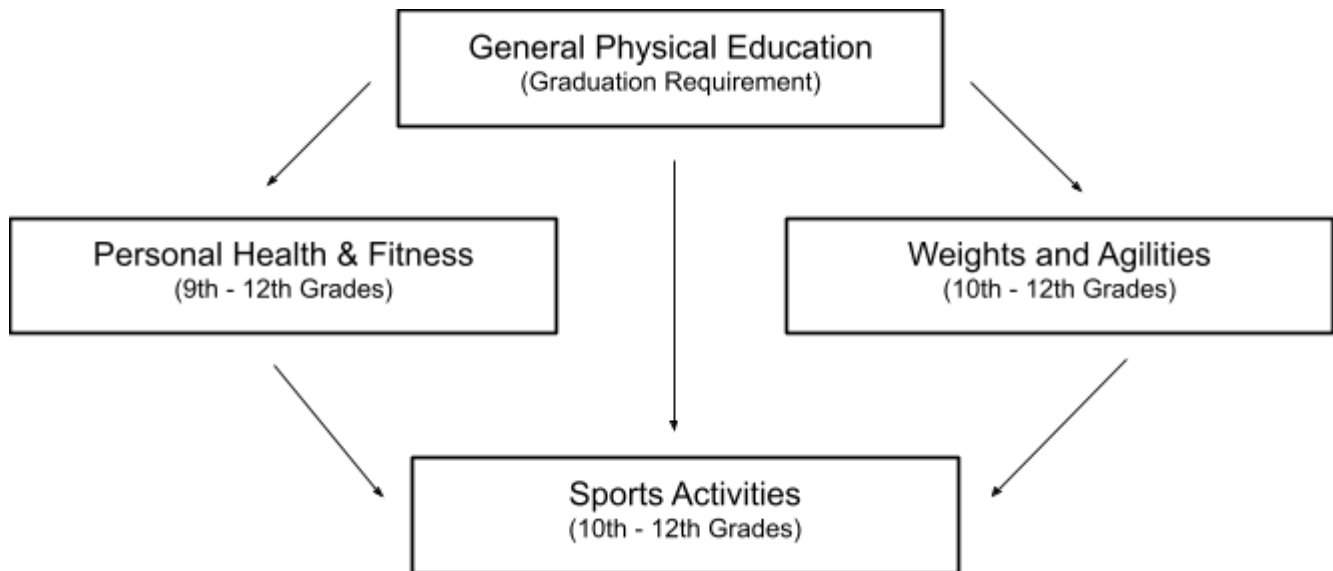 General Physical Education
(Graduation Requirement)
Personal Health & Fitness
(9th - 12th Grades)
Weights and Agilities
(10th - 12th Grades)
Sports Activities
(10th - 12th Grades)